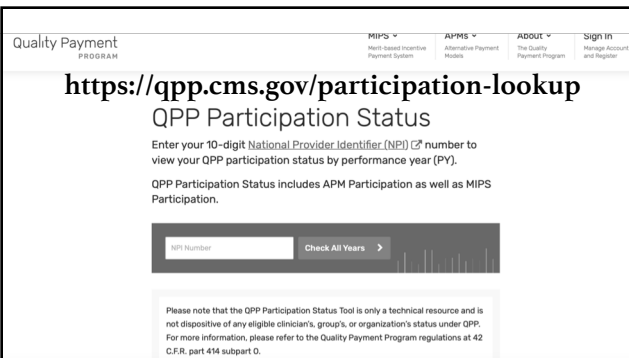 Quality Payment
PROGRAM
MIPS
Merit-based Incentive
Payment System
APMs
Alternative Payment
Models
About
The Quality
Payment Program
Sign In
Manage Account
and Register
https://qpp.cms.gov/participation-lookup
QPP Participation Status
Enter your 10-digit National Provider Identifier (NPI) number to
view your QPP participation status by performance year (PY).
QPP Participation Status includes APM Participation as well as MIPS
Participation.
NPI Number
Check All Years
Please note that the QPP Participation Status Tool is only a technical resource and is
not dispositive of any eligible clinician's, group's, or organization's status under QPP.
For more information, please refer to the Quality Payment Program regulations at 42
C.F.R. part 414 subpart O.